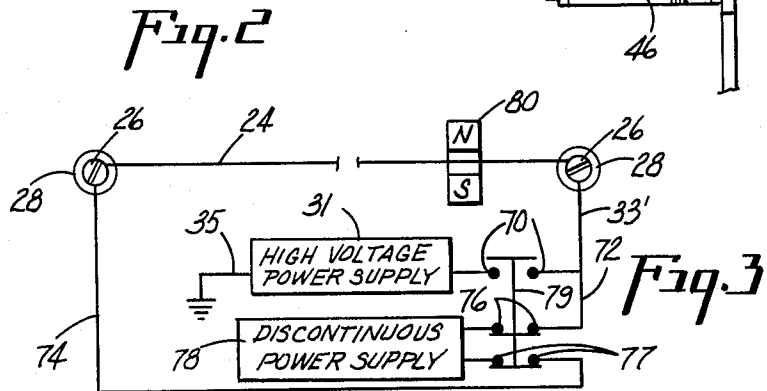 Fig. 2
46
80
26
24
N
26
28
S
28
33'
31
70
35
72
HIGH VOLTAGE
POWER SUPPLY
Fig. 3
76
79
74
78
DISCONTINUOUS
POWER SUPPLY
77